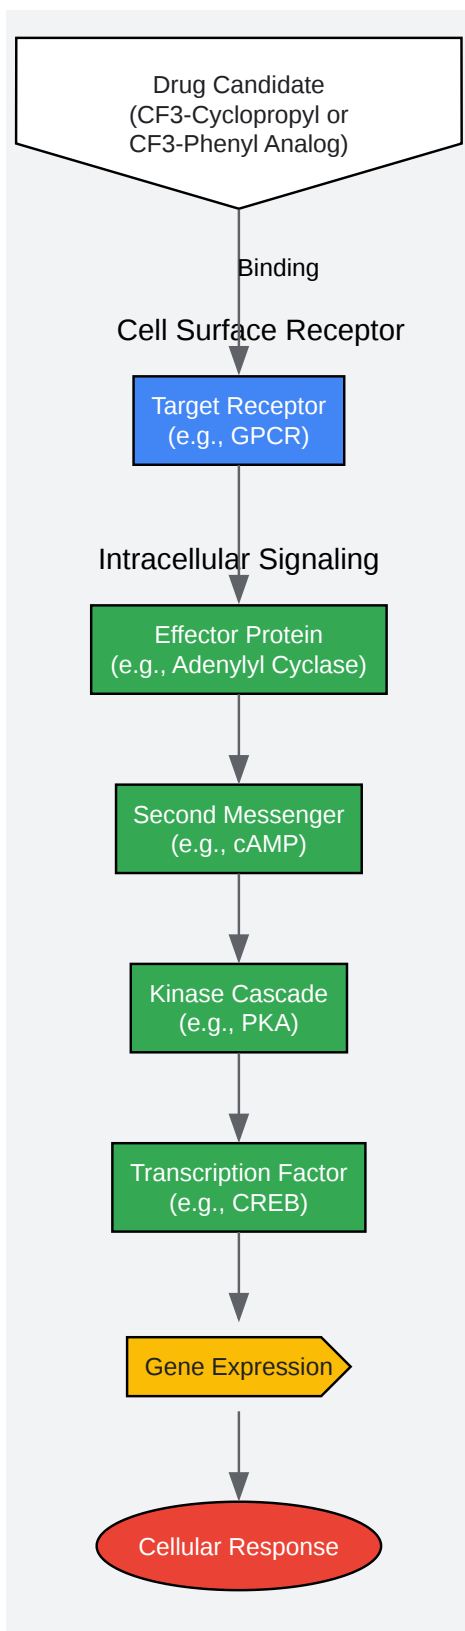 Drug Candidate
(CF3-Cyclopropyl or
CF3-Phenyl Analog)
Binding
Cell Surface Receptor
Target Receptor
(e.g., GPCR)
Intracellular Signaling
Effector Protein
(e.g., Adenylyl Cyclase)
Second Messenger
(e.g., cAMP)
Kinase Cascade
(e.g., PKA)
Transcription Factor
(e.g., CREB)
Gene Expression
Cellular Response